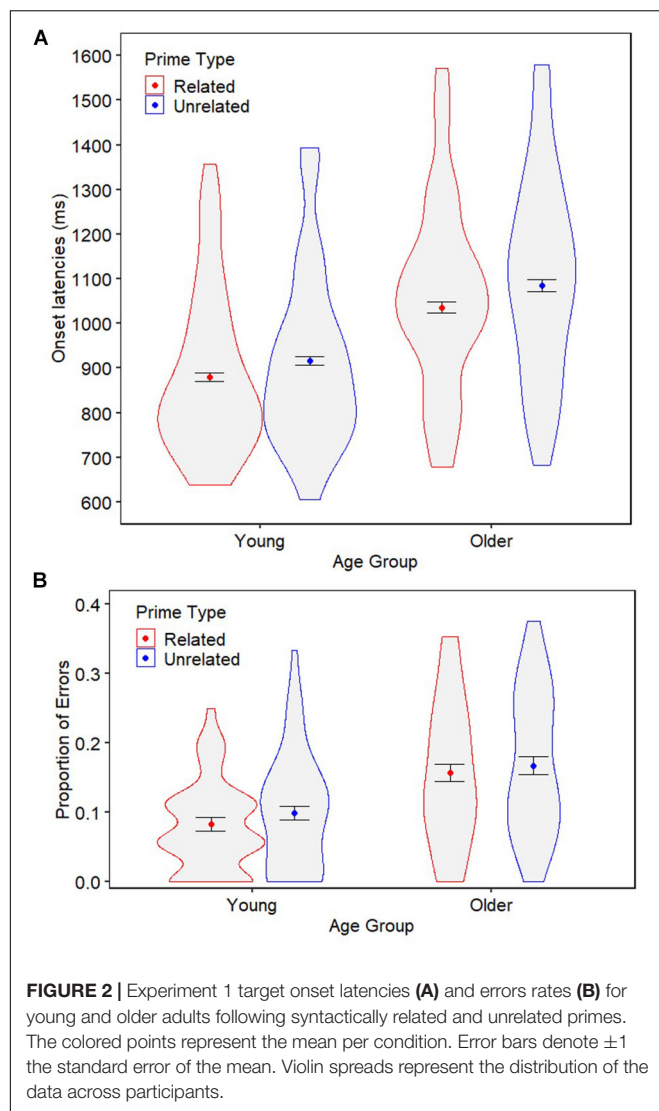 A
Prime Type
Related
Unrelated
1600
1500
1400
1300
1200
1100
1000
900
800
700
600
Onset latencies (ms)
Young
Older
Age Group
B
Prime Type
Related
Unrelated
0.4
0.3
0.2
0.1
0.0
Proportion of Errors
Young
Older
Age Group
FIGURE 2 | Experiment 1 target onset latencies (A) and errors rates (B) for
young and older adults following syntactically related and unrelated primes.
The colored points represent the mean per condition. Error bars denote ±1
the standard error of the mean. Violin spreads represent the distribution of the
data across participants.